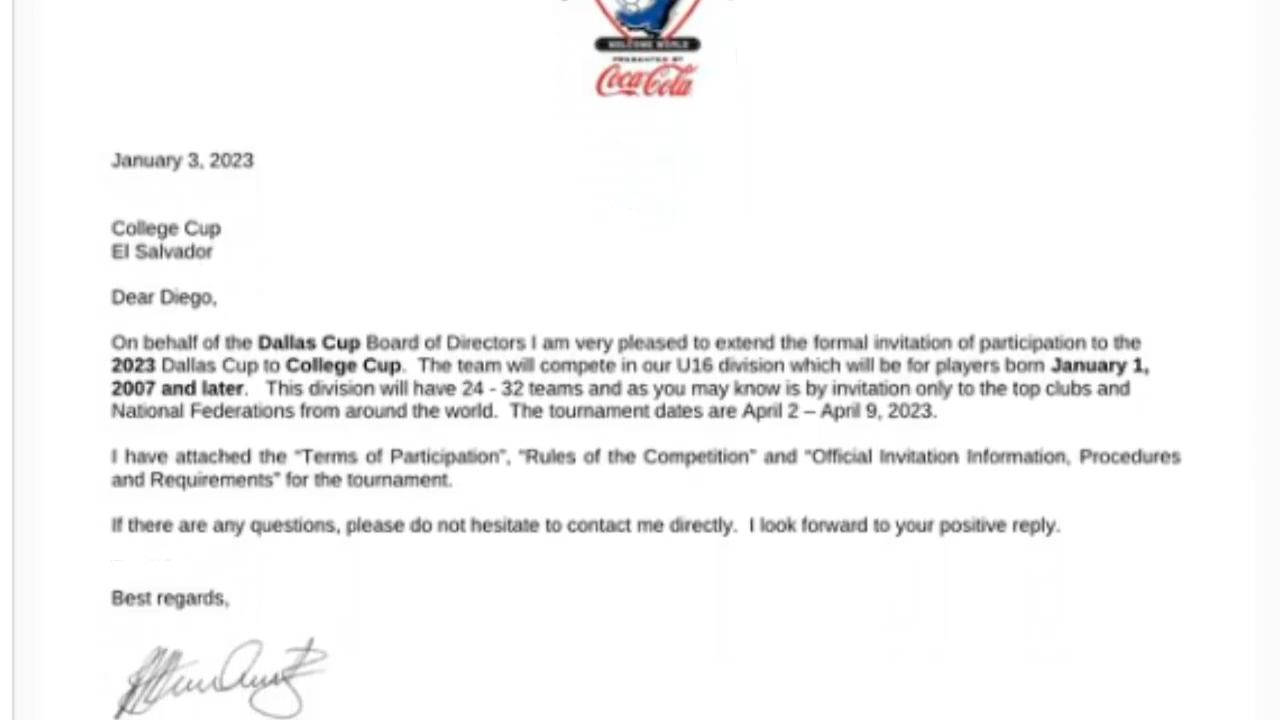 WELCOME WORLD
PRESENTED BY
Coca-Cola
January 3, 2023
College Cup
El Salvador
Dear Diego,
On behalf of the Dallas Cup Board of Directors I am very pleased to extend the formal invitation of participation to the
2023 Dallas Cup to College Cup.  The team will compete in our U16 division which will be for players born January 1,
2007 and later.   This division will have 24 - 32 teams and as you may know is by invitation only to the top clubs and
National Federations from around the world.  The tournament dates are April 2 – April 9, 2023.
I have attached the “Terms of Participation”, “Rules of the Competition” and “Official Invitation Information, Procedures
and Requirements” for the tournament.
If there are any questions, please do not hesitate to contact me directly.  I look forward to your positive reply.
Best regards,